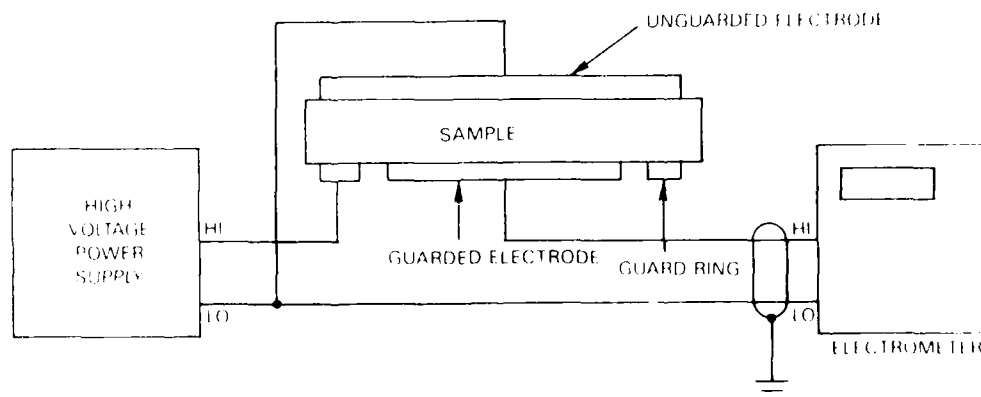 UNGUARDED ELECTRODE
SAMPLE
HIGH
VOLTAGE
POWER
SUPPLY
HI
LO
GUARDED ELECTRODE
GUARD RING
HI
LO
ELECTROMETER